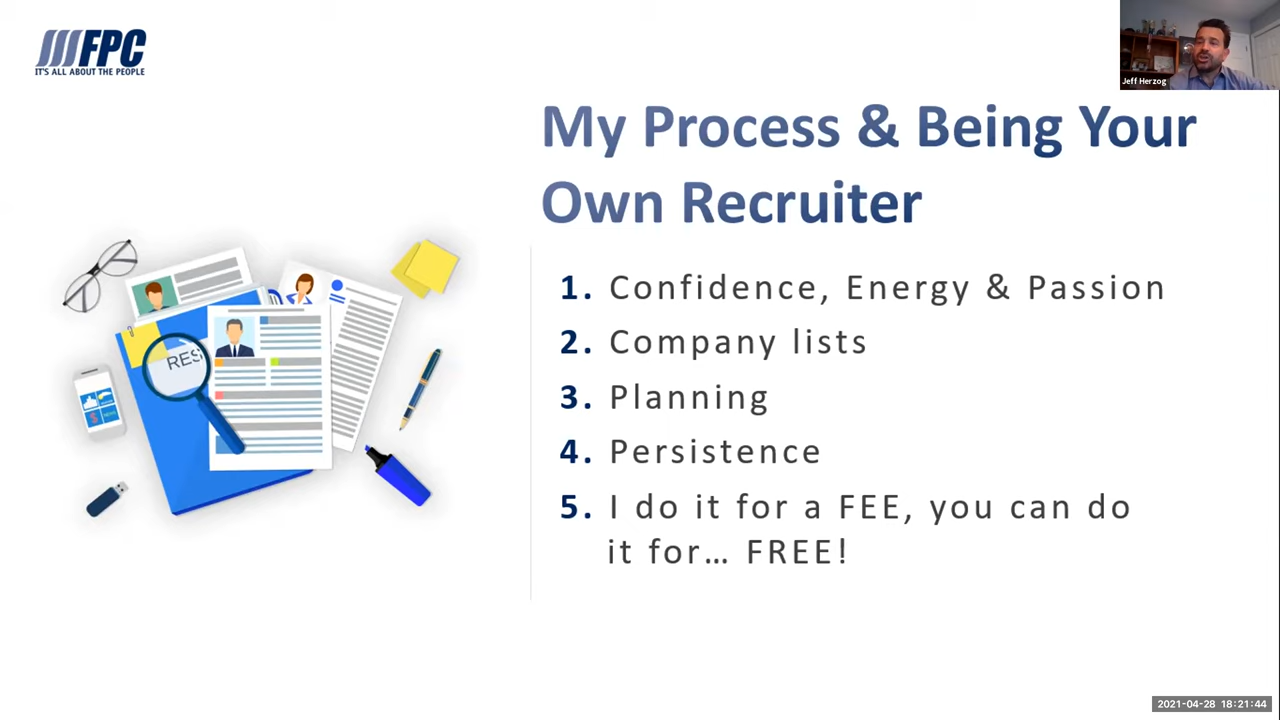 FPC
IT'S ALL ABOUT THE PEOPLE
Jeff Herzog
My Process & Being Your
Own Recruiter
RES
1. Confidence, Energy & Passion
2. Company lists
3. Planning
4. Persistence
5. I do it for a FEE, you can do
it for... FREE!
2021-04-28 18:21:44